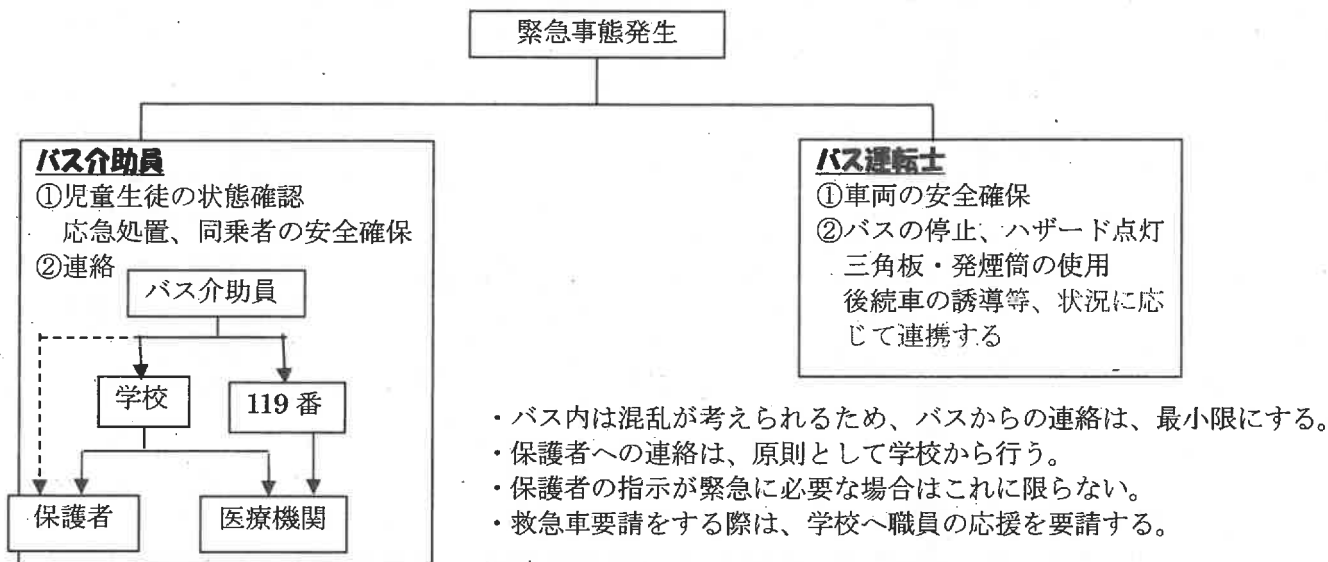 緊急事態発生
バス介助員
①児童生徒の状態確認
応急処置、同乗者の安全確保
②連絡
バス介助員
学校
119番
保護者
医療機関
バス運転士
①車両の安全確保
②バスの停止、ハザード点灯
三角板・発煙筒の使用
後続車の誘導等、状況に応
じて連携する
・バス内は混乱が考えられるため、バスからの連絡は、最小限にする。
・保護者への連絡は、原則として学校から行う。
・保護者の指示が緊急に必要な場合はこれに限らない。
・救急車要請をする際は、学校へ職員の応援を要請する。